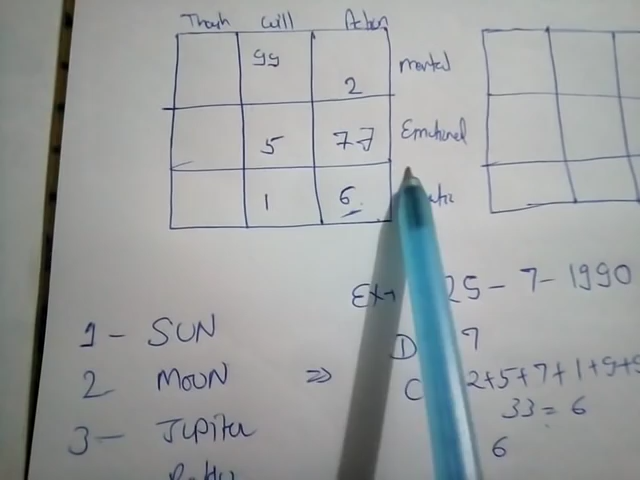 Will Action
99 2 mental
5 77 Emotional
1 6
Ex 25-7-1990
1 - SUN D 7
2 MOON ⇒ C 2+5+7+1+9+9
33 = 6
3 - Jupiter 6